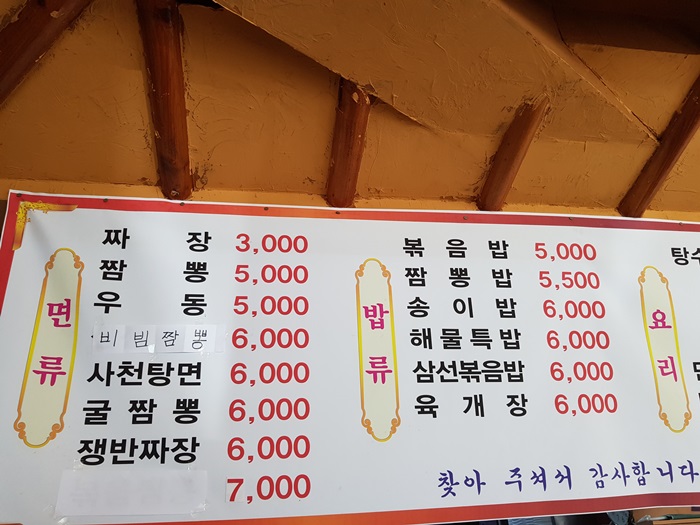 면류
짜장 3,000
짬뽕 5,000
우동 5,000
·비빔짬뽕 6,000
사천탕면 6,000
굴짬뽕 6,000
쟁반짜장 6,000
7,000
밥류
볶음밥 5,000
짬뽕밥 5,500
송이밥 6,000
해물특밥 6,000
삼선볶음밥 6,000
육개장 6,000
요리
탕수
찾아 주셔서 감사합니다